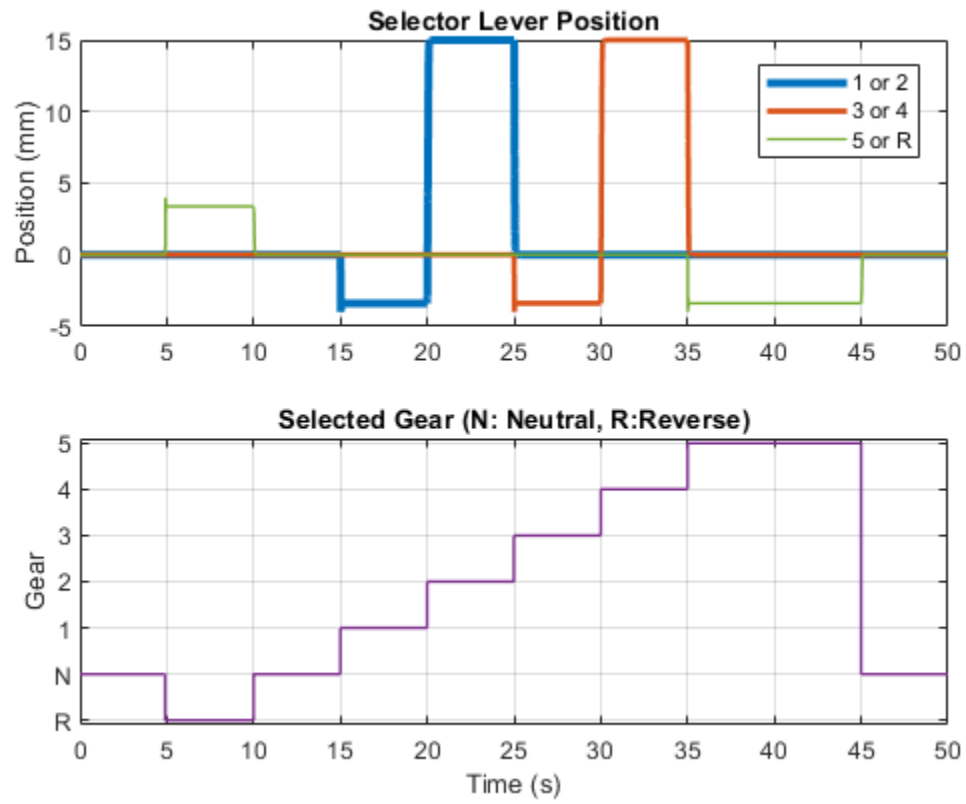 Selector Lever Position
Position (mm)
15
10
5
0
-5
1 or 2
3 or 4
5 or R
0 5 10 15 20 25 30 35 40 45 50
Selected Gear (N: Neutral, R:Reverse)
Gear
5
4
3
2
1
N
R
0 5 10 15 20 25 30 35 40 45 50
Time (s)